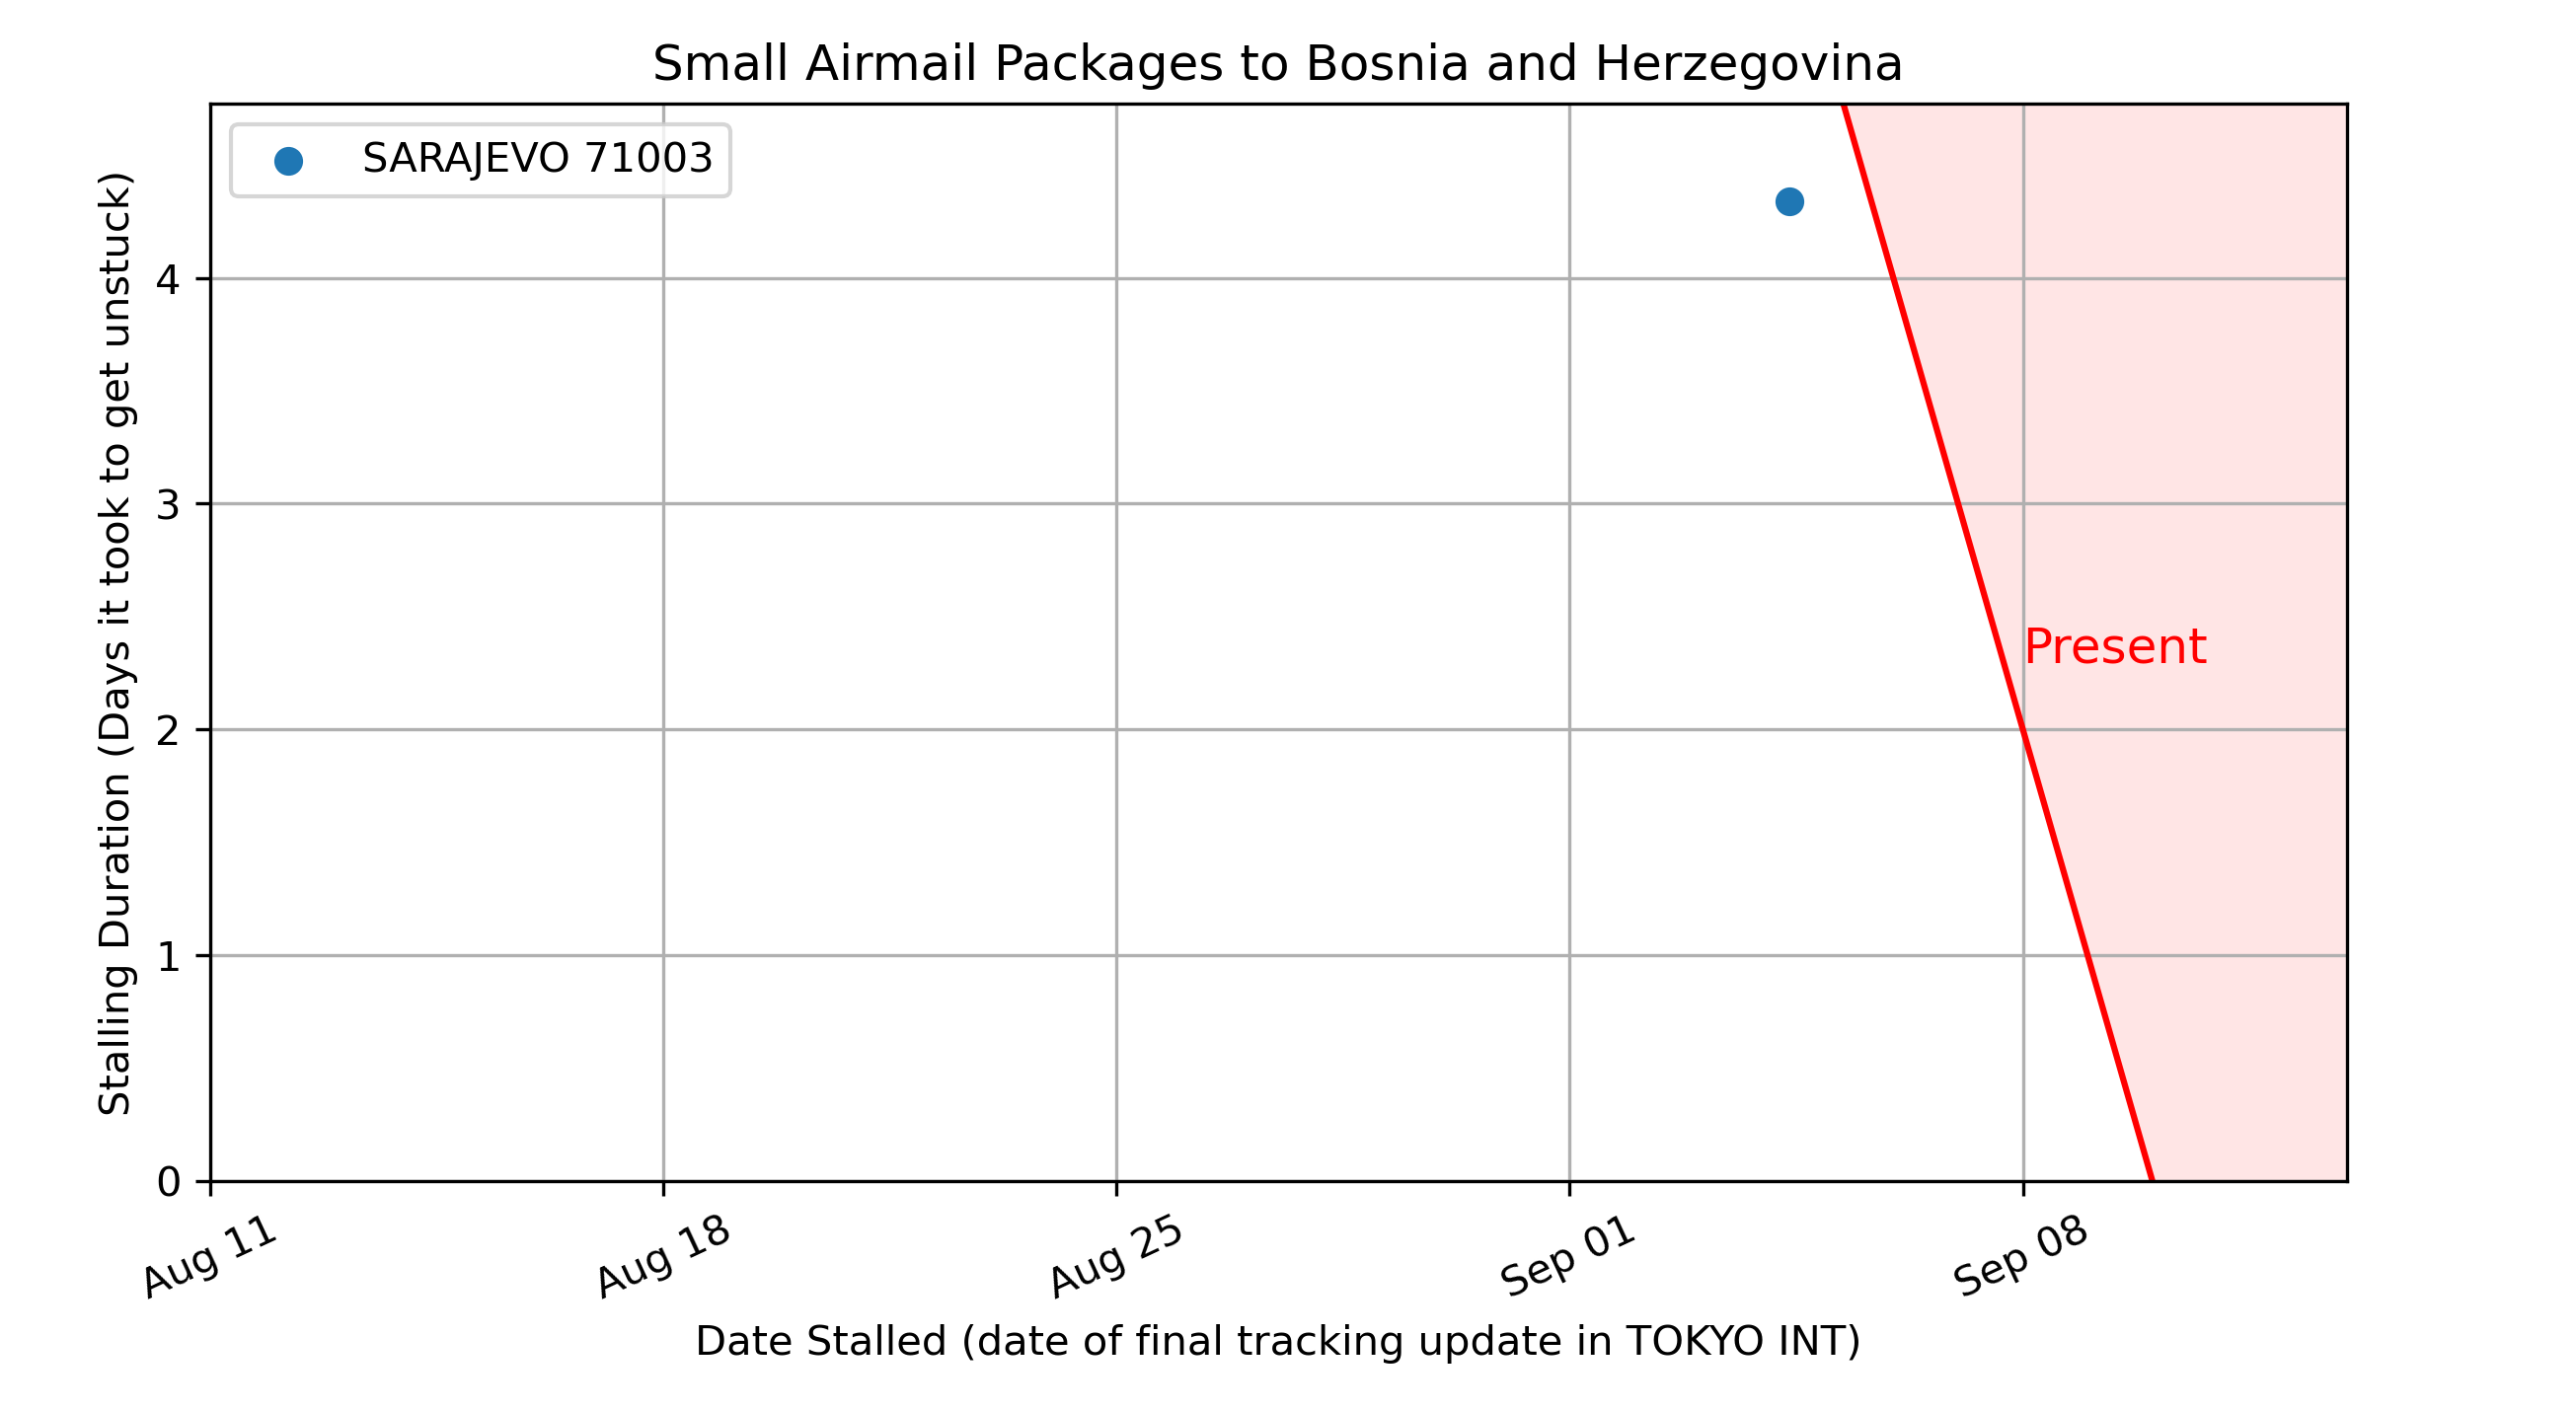 Small Airmail Packages to Bosnia and Herzegovina
SARAJEVO 71003
Stalling Duration (Days it took to get unstuck)
4
3
2
1
0
Present
Aug 11
Aug 18
Aug 25
Sep 01
Sep 08
Date Stalled (date of final tracking update in TOKYO INT)